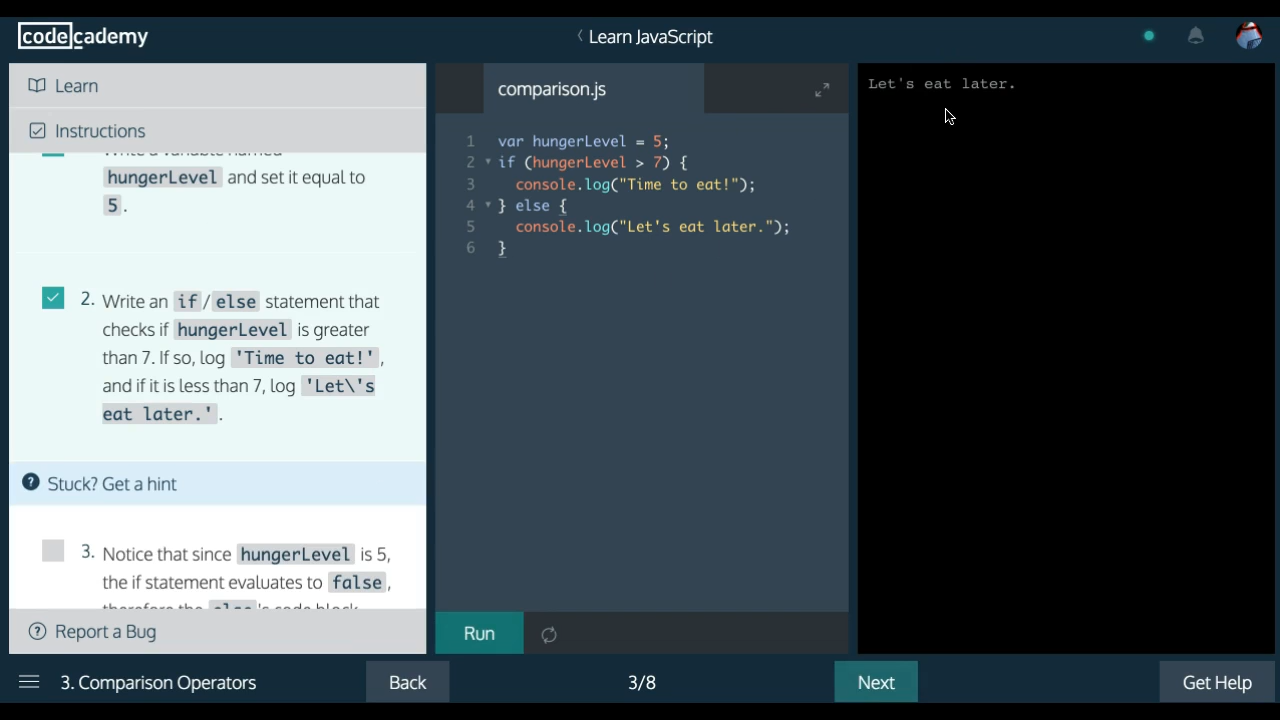 codecademy
Learn JavaScript
Learn
Instructions
hungerLevel and set it equal to
5.
2. Write an if/else statement that
checks if hungerLevel is greater
than 7. If so, log 'Time to eat!',
and if it is less than 7, log 'Let\'s
eat later.'.
Stuck? Get a hint
3. Notice that since hungerLevel is 5,
the if statement evaluates to false,
therefore the else's code block
Report a Bug
comparison.js
1 var hungerLevel = 5;
2 if (hungerLevel > 7) {
3 console.log("Time to eat!");
4 } else {
5 console.log("Let's eat later.");
6 }
Run
Let's eat later.
3. Comparison Operators
Back
3/8
Next
Get Help